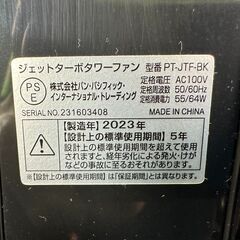 ジェットターボタワーファン 型番 PT-JTF-BK
PS
E
株式会社パン・パシフィック・
インターナショナル・トレーディング
定格電圧 AC100V
定格周波数 50/60Hz
定格消費電力 55/64W
SERIAL NO. 231603408
【製造年】2023年
【設計上の標準使用期間】5年
設計上の標準使用期間を超えて使用されま
すと、経年劣化による発火・け
がなどの事故に至るおそれがあります。
※【設計上の標準使用期間】は「保証期間」とは異なります。